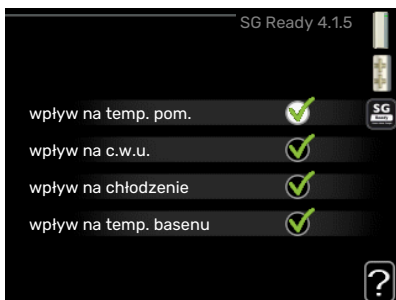 SG Ready 4.1.5
SG
Ready
wpływ na temp. pom.
wpływ na c.w.u.
wpływ na chłodzenie
wpływ na temp. basenu
?